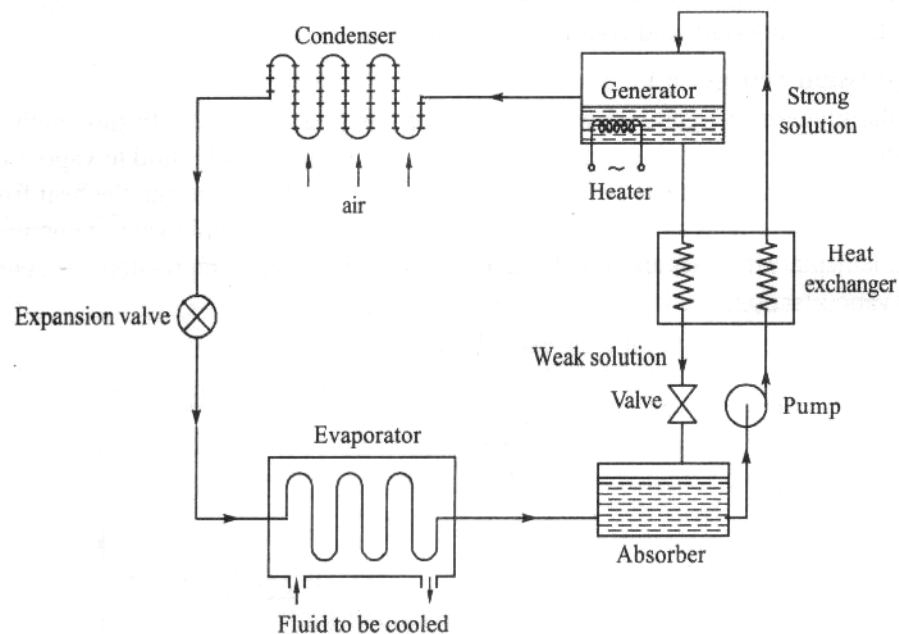 Condenser
Generator
Strong
solution
Heater
air
Heat
exchanger
Expansion valve
Weak solution
Valve
Pump
Evaporator
Absorber
Fluid to be cooled